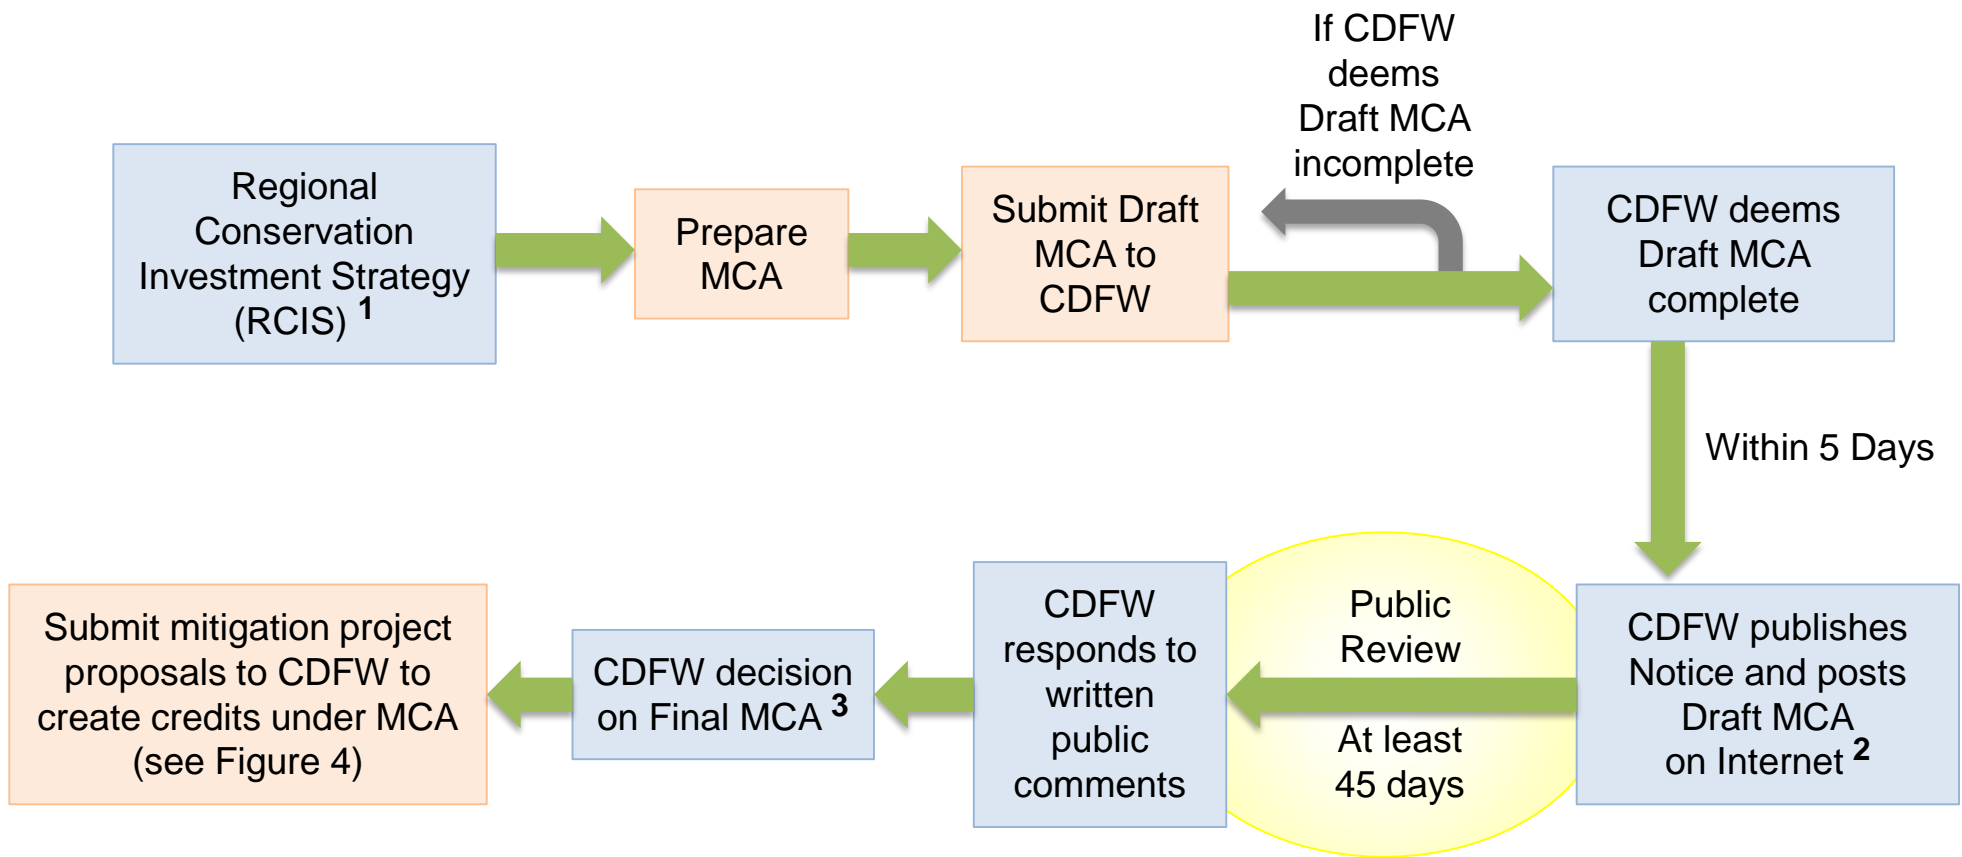 Regional
Conservation
Investment Strategy
(RCIS) 1
Prepare
MCA
Submit Draft
MCA to
CDFW
If CDFW
deems
Draft MCA
incomplete
CDFW deems
Draft MCA
complete
Within 5 Days
CDFW publishes
Notice and posts
Draft MCA
on Internet 2
Public
Review
At least
45 days
CDFW
responds to
written
public
comments
CDFW decision
on Final MCA 3
Submit mitigation project
proposals to CDFW to
create credits under MCA
(see Figure 4)